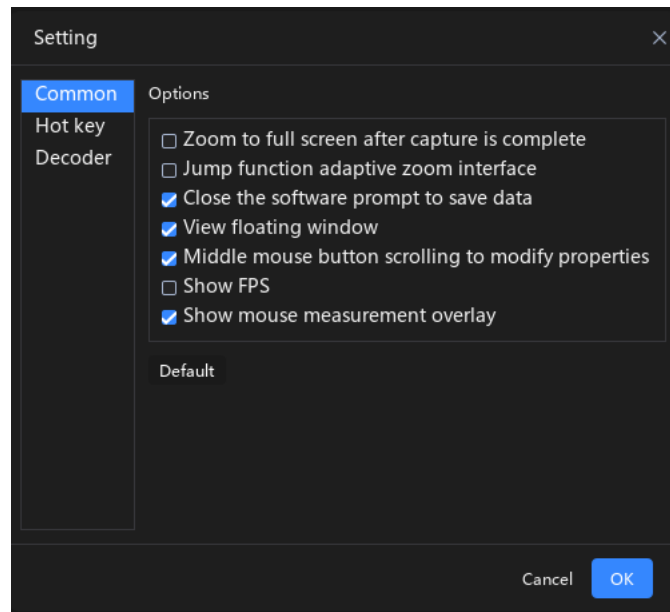 Setting
Common
Hot key
Decoder
Options
Zoom to full screen after capture is complete
Jump function adaptive zoom interface
Close the software prompt to save data
View floating window
Middle mouse button scrolling to modify properties
Show FPS
Show mouse measurement overlay
Default
Cancel
OK